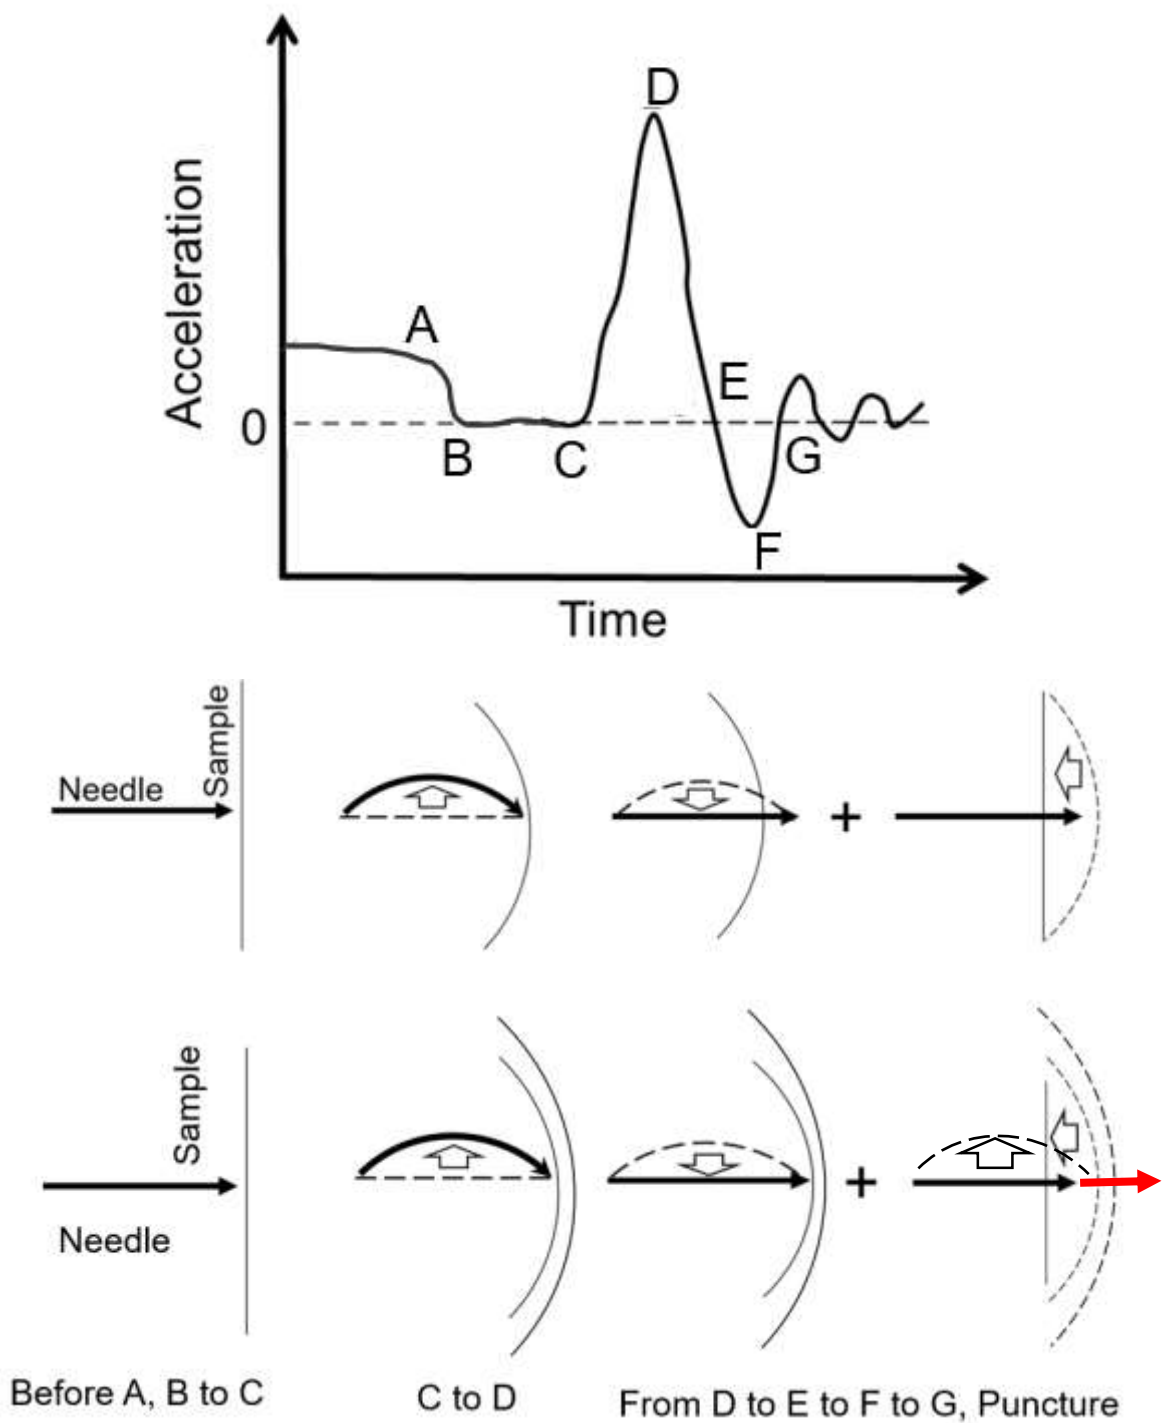 D
Acceleration
A
E
0
B
C
G
F
Time
Sample
Needle
+
Sample
+
Needle
Before A, B to C
C to D
From D to E to F to G, Puncture